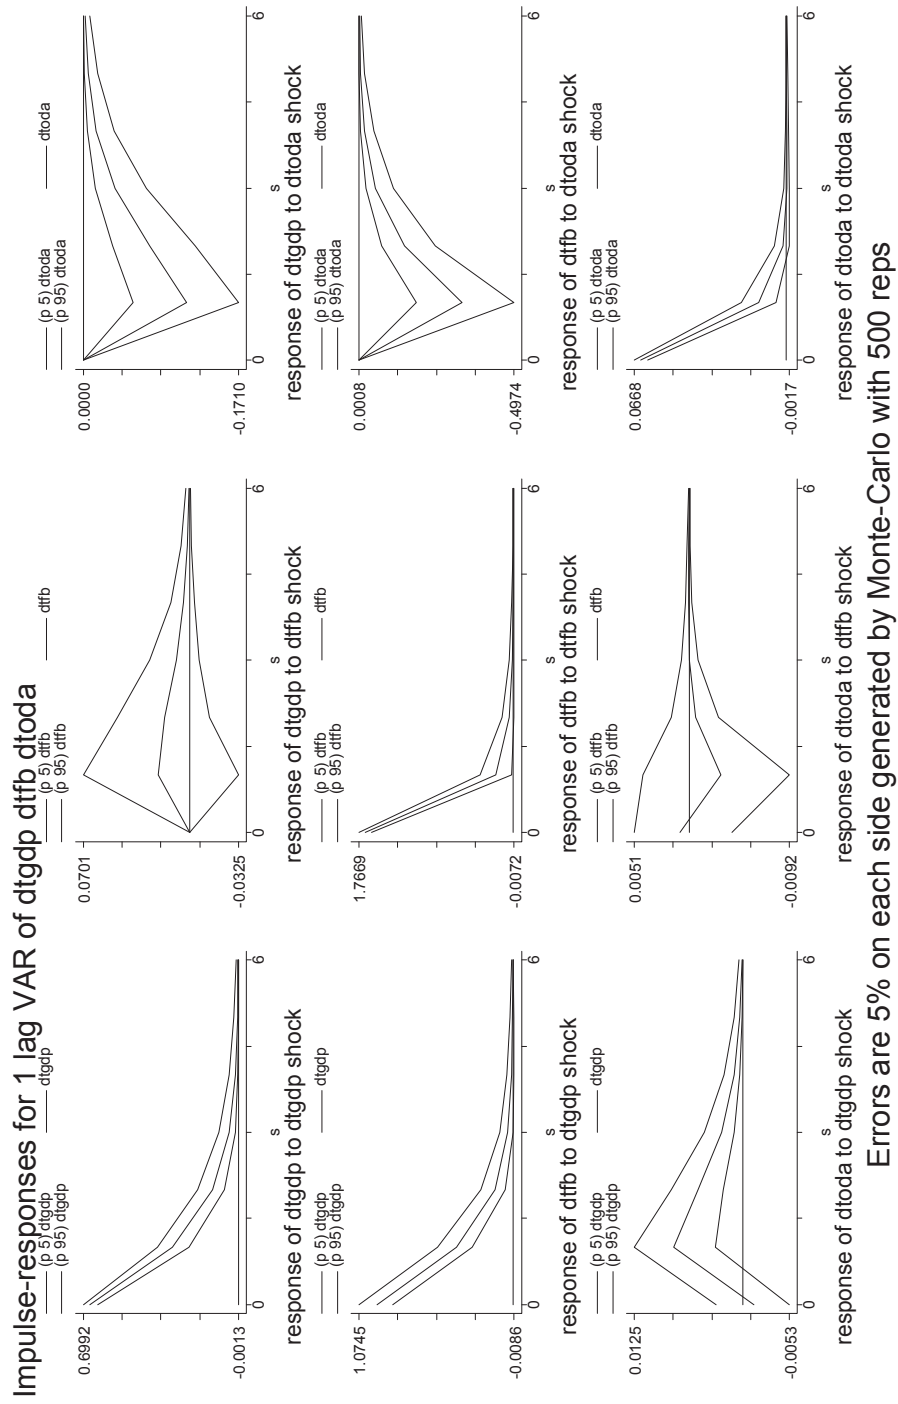 Impulse-responses for 1 lag VAR of dtgdp dtfb dtoda
(p 5) dtgdp dtgdp
(p 95) dtgdp
0.6992
-0.0013
0 s 6
response of dtgdp to dtgdp shock
(p 5) dtfb dtfb
(p 95) dtfb
0.0701
-0.0325
0 s 6
response of dtgdp to dtfb shock
(p 5) dtoda dtoda
(p 95) dtoda
0.0000
-0.1710
0 s 6
response of dtgdp to dtoda shock
(p 5) dtgdp dtgdp
(p 95) dtgdp
1.0745
-0.0086
0 s 6
response of dtfb to dtgdp shock
(p 5) dtfb dtfb
(p 95) dtfb
1.7669
-0.0072
0 s 6
response of dtfb to dtfb shock
(p 5) dtoda dtoda
(p 95) dtoda
0.0008
-0.4974
0 s 6
response of dtfb to dtoda shock
(p 5) dtgdp dtgdp
(p 95) dtgdp
0.0125
-0.0053
0 s 6
response of dtoda to dtgdp shock
(p 5) dtfb dtfb
(p 95) dtfb
0.0051
-0.0092
0 s 6
response of dtoda to dtfb shock
(p 5) dtoda dtoda
(p 95) dtoda
0.0668
-0.0017
0 s 6
response of dtoda to dtoda shock
Errors are 5% on each side generated by Monte-Carlo with 500 reps